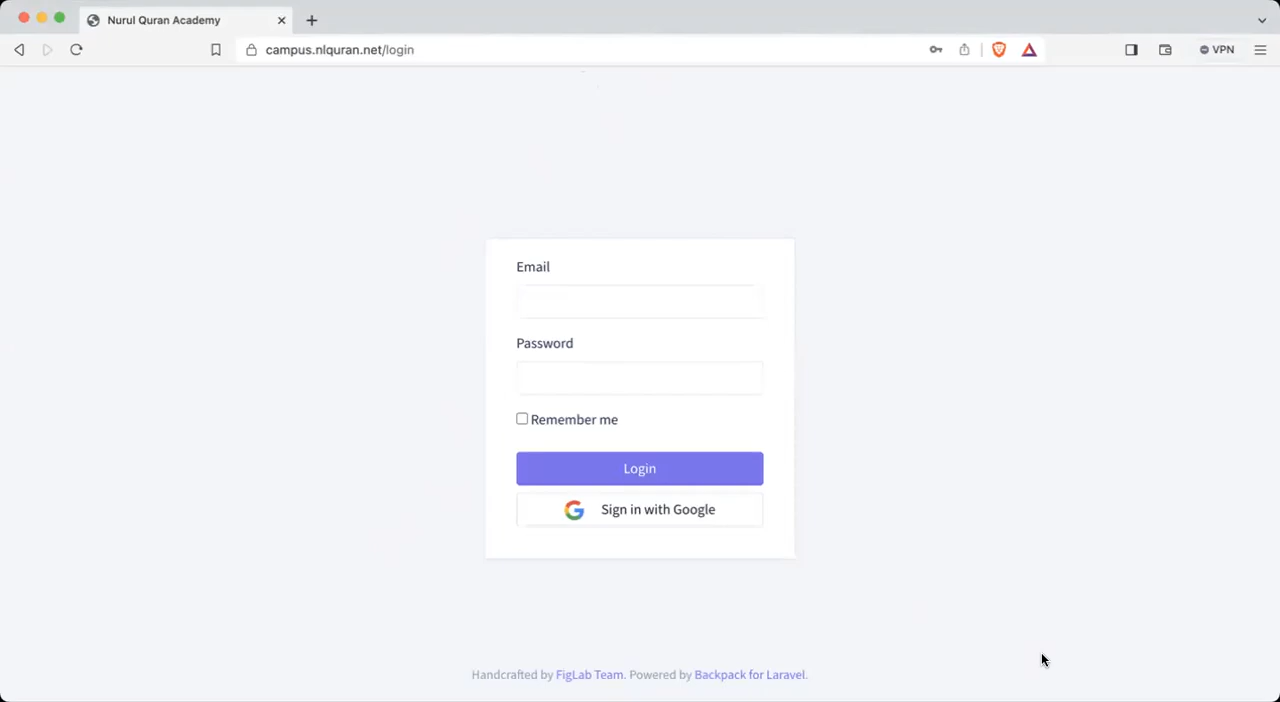 Nurul Quran Academy
campus.nlquran.net/login
VPN
Email
Password
Remember me
Login
Sign in with Google
Handcrafted by FigLab Team. Powered by Backpack for Laravel.